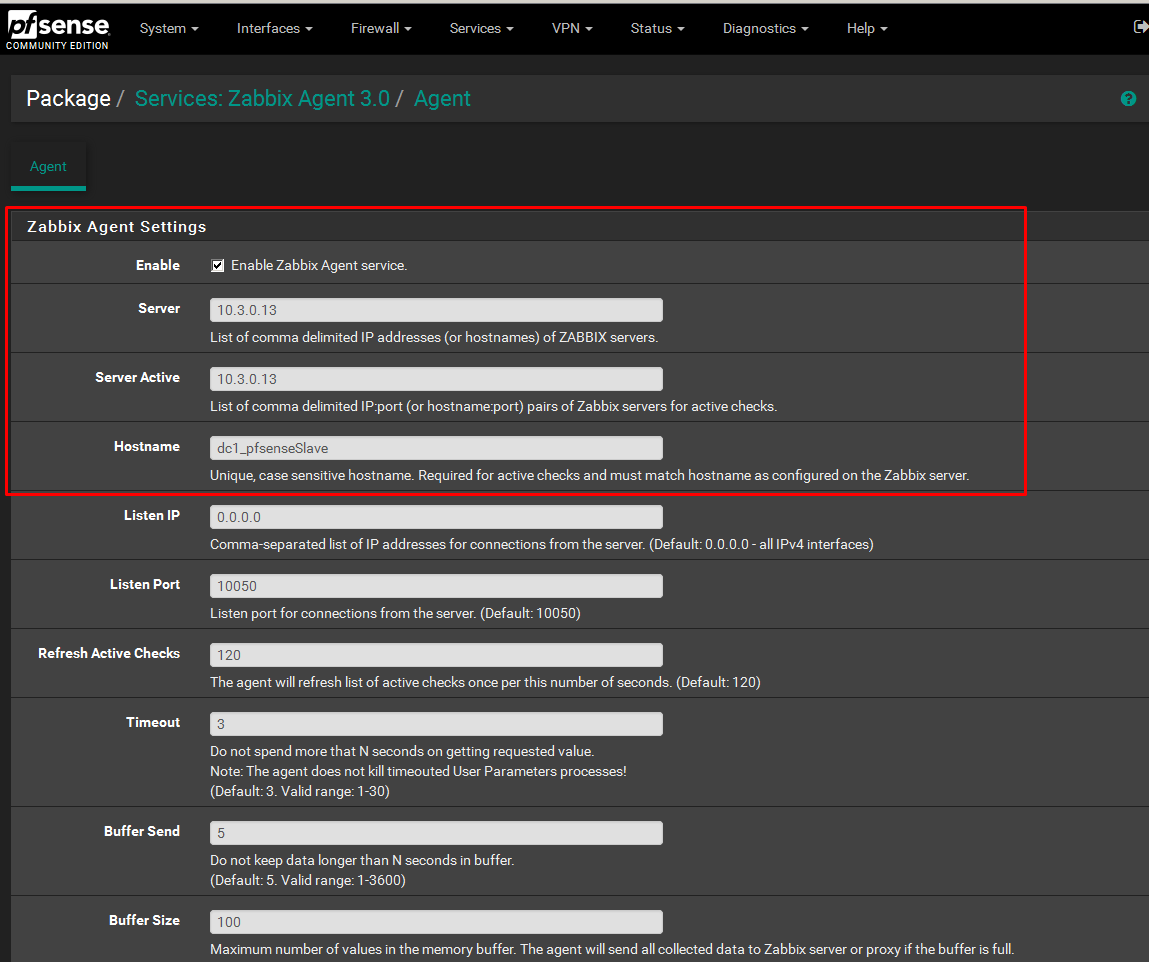 pfsense
COMMUNITY EDITION
System Interfaces Firewall Services VPN Status Diagnostics Help
Package / Services: Zabbix Agent 3.0 / Agent
?
Agent
Zabbix Agent Settings
Enable Enable Zabbix Agent service.
Server 10.3.0.13
List of comma delimited IP addresses (or hostnames) of ZABBIX servers.
Server Active 10.3.0.13
List of comma delimited IP:port (or hostname:port) pairs of Zabbix servers for active checks.
Hostname dc1_pfsenseSlave
Unique, case sensitive hostname. Required for active checks and must match hostname as configured on the Zabbix server.
Listen IP 0.0.0.0
Comma-separated list of IP addresses for connections from the server. (Default: 0.0.0.0 - all IPv4 interfaces)
Listen Port 10050
Listen port for connections from the server. (Default: 10050)
Refresh Active Checks 120
The agent will refresh list of active checks once per this number of seconds. (Default: 120)
Timeout 3
Do not spend more that N seconds on getting requested value.
Note: The agent does not kill timeouted User Parameters processes!
(Default: 3. Valid range: 1-30)
Buffer Send 5
Do not keep data longer than N seconds in buffer.
(Default: 5. Valid range: 1-3600)
Buffer Size 100
Maximum number of values in the memory buffer. The agent will send all collected data to Zabbix server or proxy if the buffer is full.